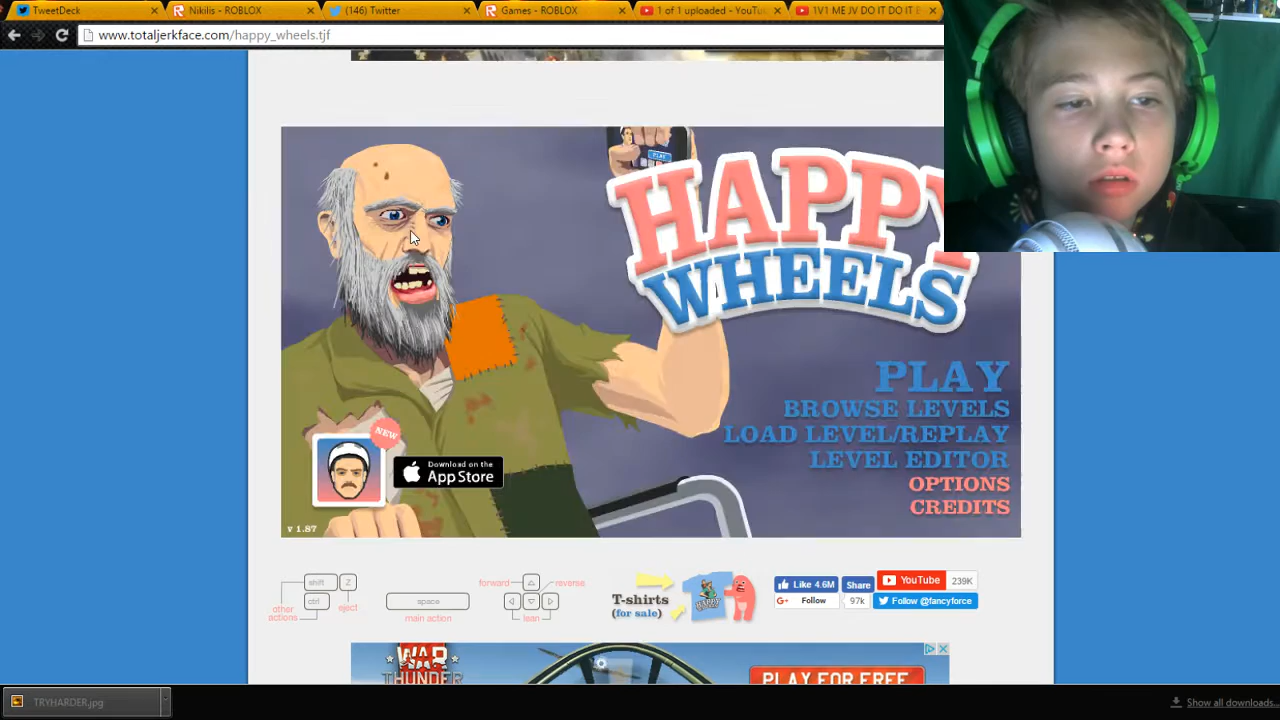 TweetDeck
Nikilis - ROBLOX
(146) Twitter
Games - ROBLOX
1 of 1 uploaded - YouTu
1V1 ME JV DO IT DO IT
www.totaljerkface.com/happy_wheels.tjf
PLAY
HAPPY
WHEELS
PLAY
BROWSE LEVELS
LOAD LEVEL/REPLAY
LEVEL EDITOR
OPTIONS
CREDITS
NEW
Download on the
App Store
v 1.87
shift Z
ctrl
other
actions
eject
space
main action
forward
reverse
lean
T-shirts
(for sale)
Like 4.6M
Share
YouTube 239K
G+ Follow 97k
Follow @fancyforce
WAR
THUNDER
PLAY FOR FREE
TRYHARDER.jpg
Show all downloads...